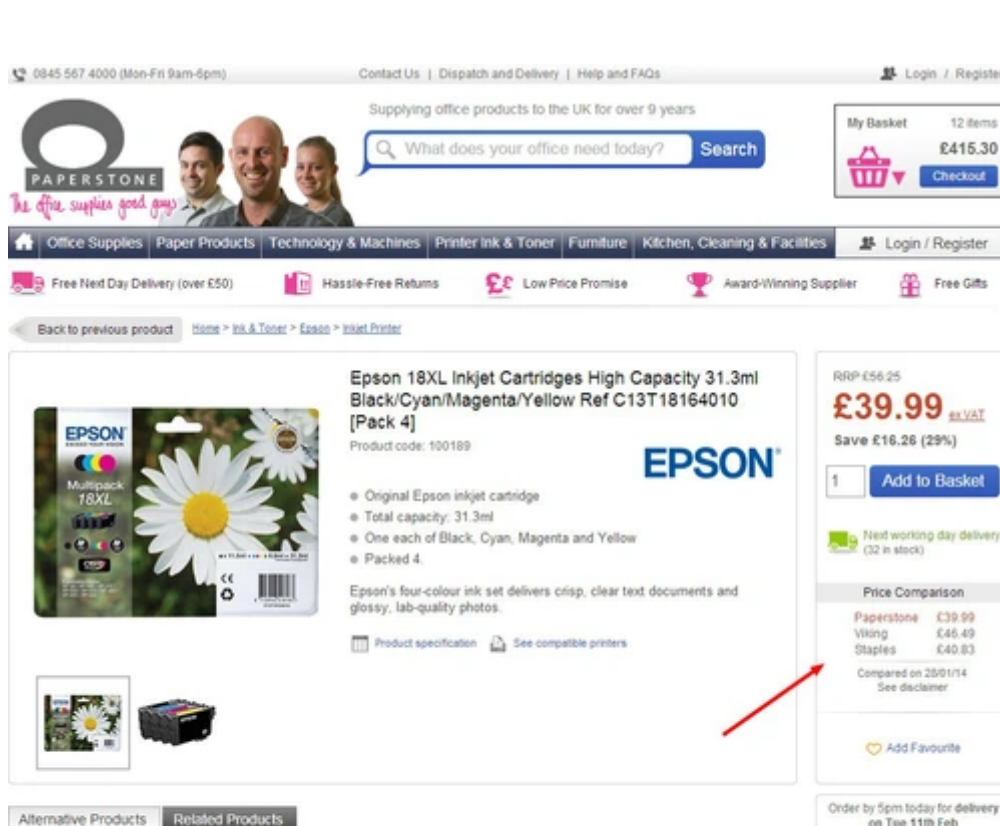 0845 567 4000 (Mon-Fri 9am-6pm)
Contact Us | Dispatch and Delivery | Help and FAQs
Login / Registe
PAPERSTONE
The office supplies good guys
Supplying office products to the UK for over 9 years
What does your office need today?
Search
My Basket 12 items
£415.30
Checkout
Office Supplies
Paper Products
Technology & Machines
Printer Ink & Toner
Furniture
Kitchen, Cleaning & Facilities
Login / Register
Free Next Day Delivery (over £50)
Hassle-Free Returns
££ Low Price Promise
Award-Winning Supplier
Free Gifts
Back to previous product
Home > Ink & Toner > Epson > Inkjet Printer
EPSON
Multipack
18XL
Epson 18XL Inkjet Cartridges High Capacity 31.3ml
Black/Cyan/Magenta/Yellow Ref C13T18164010
[Pack 4]
Product code: 100189
EPSON
Original Epson inkjet cartridge
Total capacity: 31.3ml
One each of Black, Cyan, Magenta and Yellow
Packed 4.
Epson's four-colour ink set delivers crisp, clear text documents and
glossy, lab-quality photos.
Product specification
See compatible printers
RRP £56.25
£39.99 ex VAT
Save £16.26 (29%)
1
Add to Basket
Next working day delivery
(32 in stock)
Price Comparison
Paperstone £39.99
Viking £46.49
Staples £40.83
Compared on 28/01/14
See disclaimer
Add Favourite
Order by 5pm today for delivery
on Tue 11th Feb
Alternative Products
Related Products